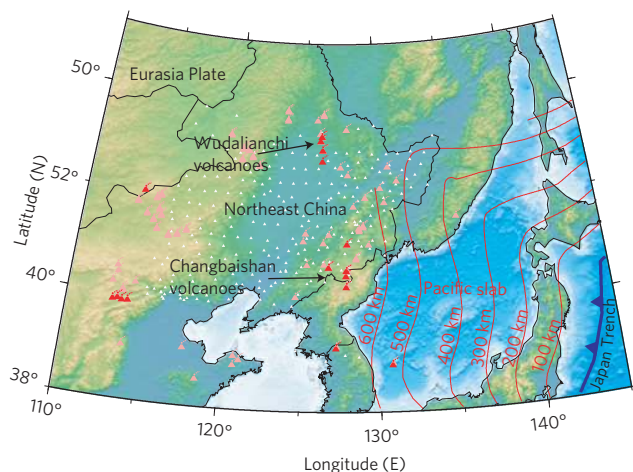 50°
Eurasia Plate
Wudalianchi
volcanoes
52°
Latitude (N)
Northeast China
Changbaishan
volcanoes
40°
Pacific slab
600 km
500 km
400 km
300 km
200 km
100 km
Japan Trench
38°
110°
120°
130°
140°
Longitude (E)